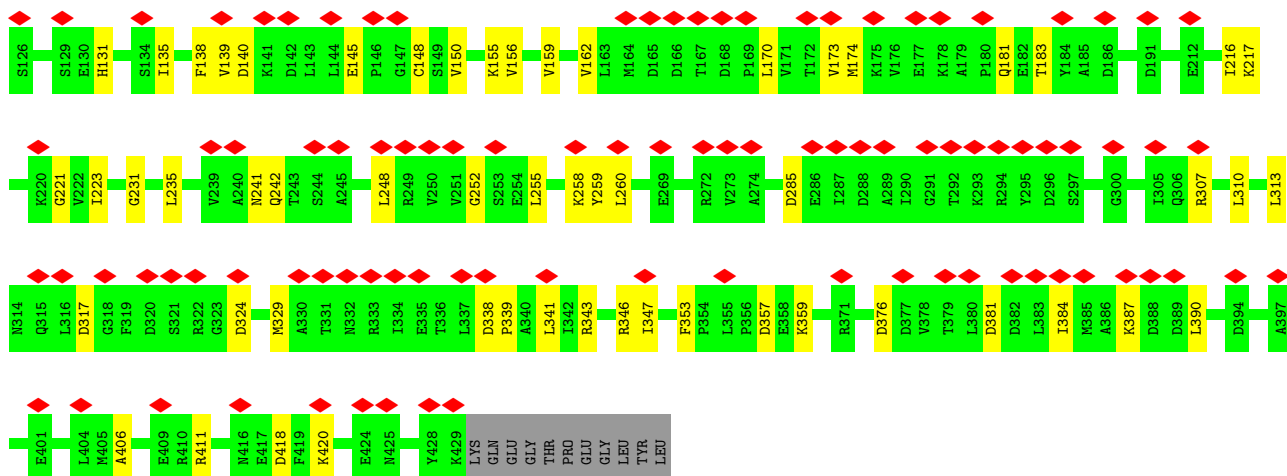 S126 S129 E130 H131 S134 I135 F138 V139 D140 K141 D142 L143 L144 E145 P146 G147 C148 S149 V150 K155 V156 V159 V162 L163 M164 D165 D166 T167 D168 P169 L170 V171 T172 V173 M174 K175 V176 E177 K178 A179 P180 Q181 E182 T183 Y184 A185 D186 D191 E212 I216 K217
K220 G221 V222 I223 G231 L235 V239 A240 N241 Q242 T243 S244 A245 L248 R249 V250 V251 G252 S253 E254 L255 K258 Y259 L260 E269 R272 V273 A274 D285 E286 I287 D288 A289 I290 G291 T292 K293 R294 Y295 D296 S297 G300 I305 Q306 R307 L310 L313
N314 Q315 L316 D317 G318 F319 D320 S321 R322 G323 D324 M329 A330 T331 N332 R333 T334 E335 T336 L337 D338 P339 A340 L341 I342 R343 R346 I347 F353 P354 L355 P356 D357 E358 K359 R371 D376 D377 V378 T379 L380 D381 D382 L383 I384 M385 A386 K387 D388 D389 L390 D394 A397
E401 L404 M405 A406 E409 R410 R411 N416 E417 D418 F419 K420 E424 N425 Y428 K429 LYS GLN GLU GLY THR PRO GLU GLY LEU TYR LEU